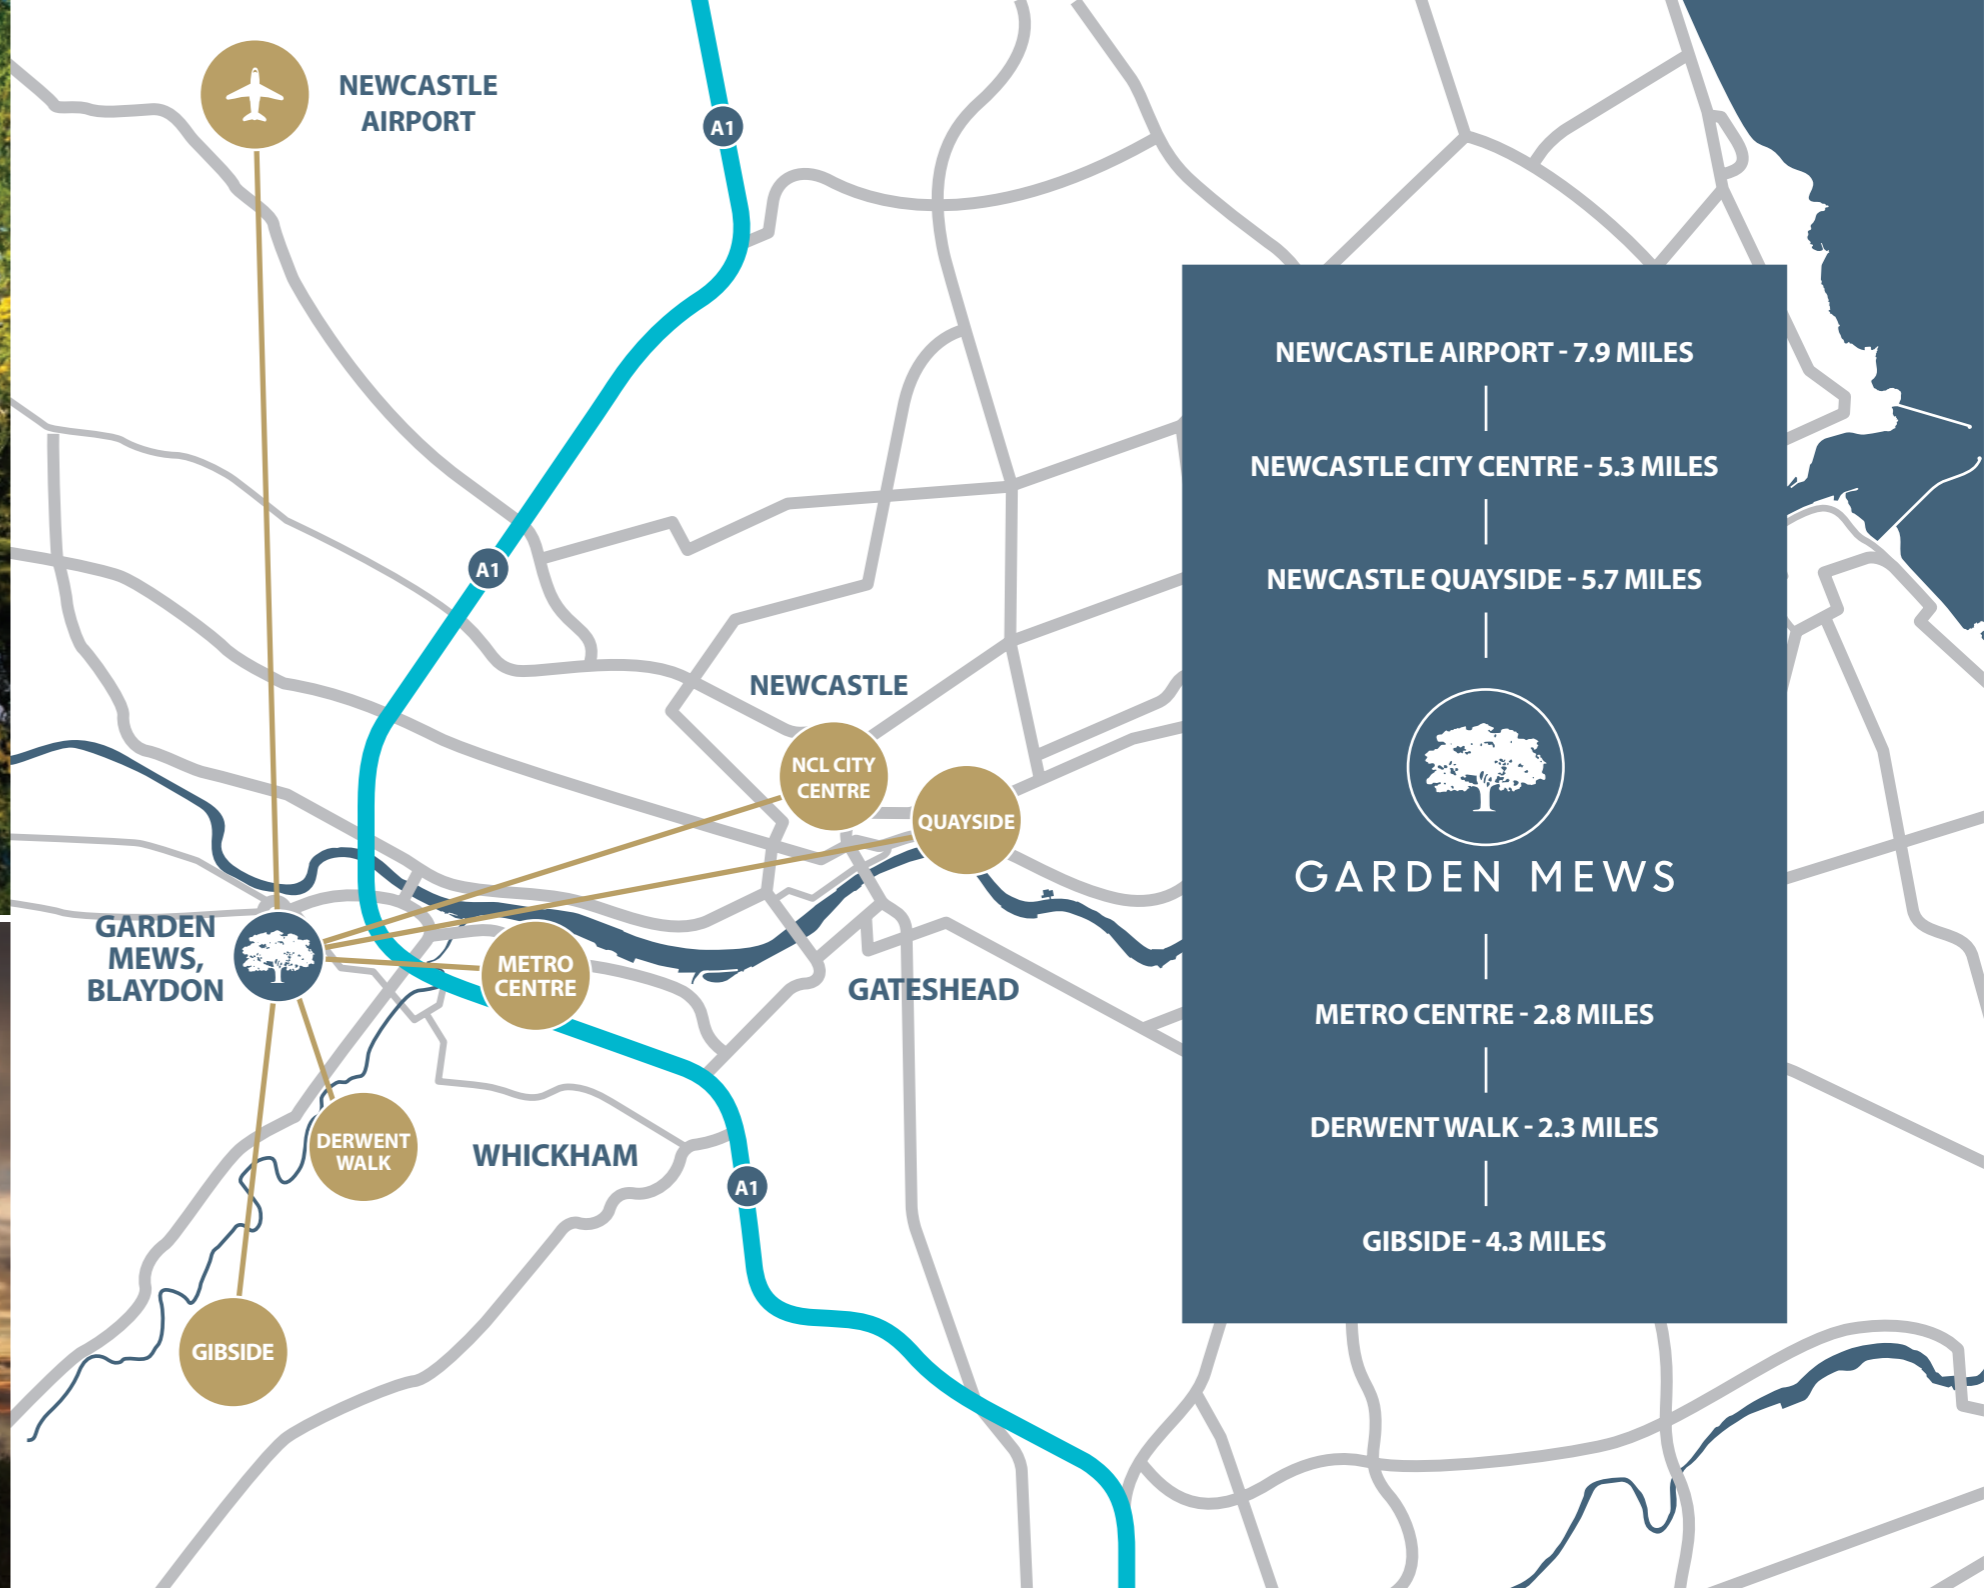 NEWCASTLE
AIRPORT
A1
A1
NEWCASTLE
NCL CITY
CENTRE
QUAYSIDE
GARDEN
MEWS,
BLAYDON
METRO
CENTRE
GATESHEAD
DERWENT
WALK
WHICKHAM
A1
GIBSIDE
NEWCASTLE AIRPORT - 7.9 MILES
NEWCASTLE CITY CENTRE - 5.3 MILES
NEWCASTLE QUAYSIDE - 5.7 MILES
GARDEN MEWS
METRO CENTRE - 2.8 MILES
DERWENT WALK - 2.3 MILES
GIBSIDE - 4.3 MILES